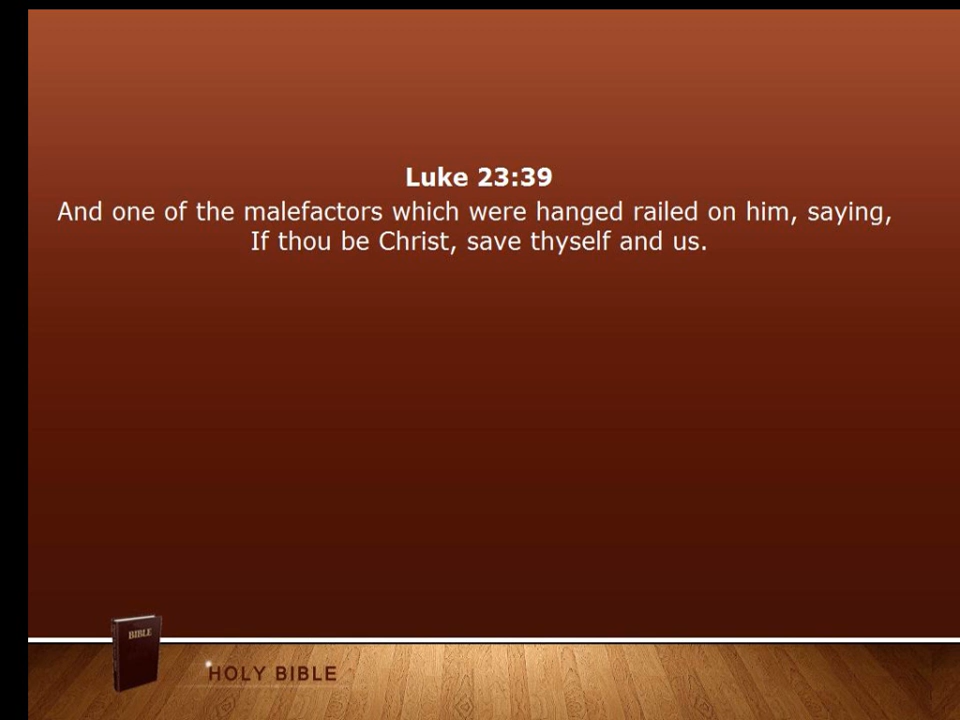 Luke 23:39
And one of the malefactors which were hanged railed on him, saying,
If thou be Christ, save thyself and us.
BIBLE
HOLY BIBLE